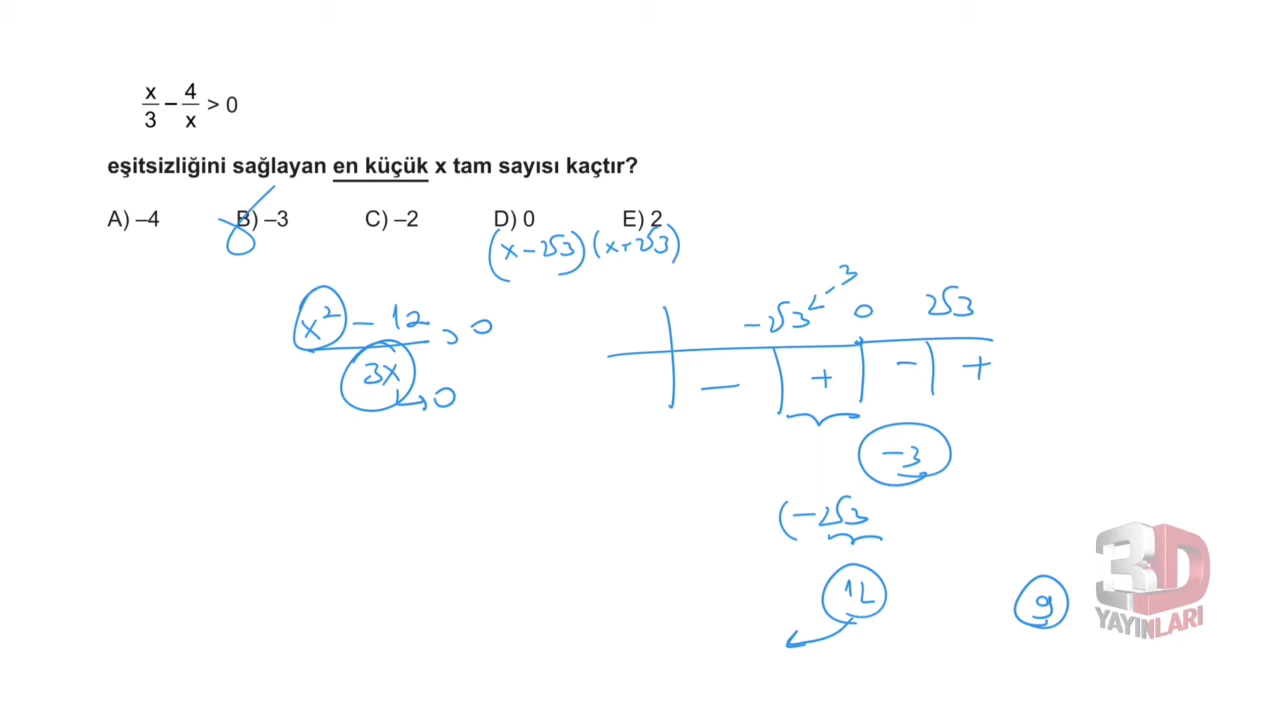 x/3 − 4/x > 0
eşitsizliğini sağlayan en küçük x tam sayısı kaçtır?
A) –4 B) –3 C) –2 D) 0 E) 2
(x − 2√3) (x + 2√3)
x² − 12 > 0
3x → 0
−3
−2√3 0 2√3
− + − +
−3
(−2√3
12
9
3D
YAYINLARI